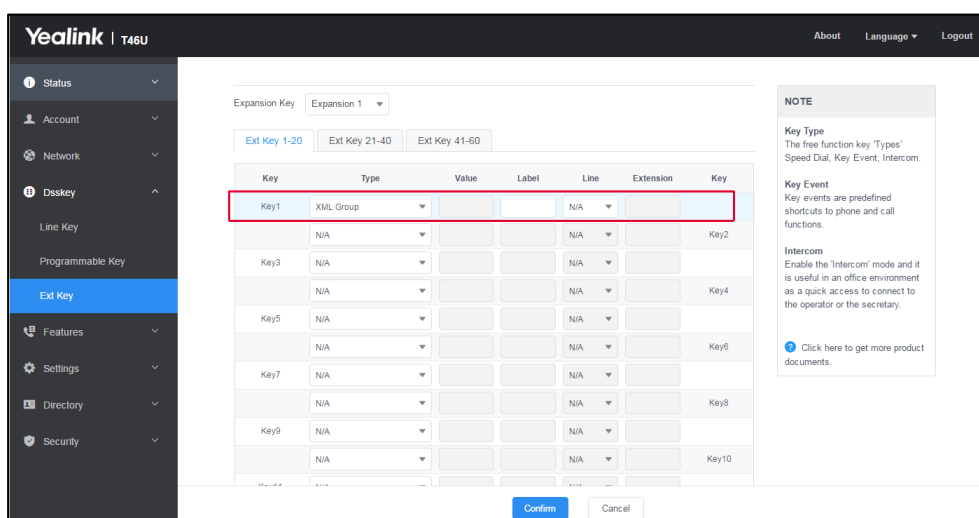 Yealink | T46U
About Language Logout
Status
Account
Network
Dsskey
Line Key
Programmable Key
Ext Key
Features
Settings
Directory
Security
Expansion Key Expansion 1
Ext Key 1-20 Ext Key 21-40 Ext Key 41-60
Key Type Value Label Line Extension Key
Key1 XML Group N/A
N/A N/A Key2
Key3 N/A N/A
N/A N/A Key4
Key5 N/A N/A
N/A N/A Key6
Key7 N/A N/A
N/A N/A Key8
Key9 N/A N/A
N/A N/A Key10
Confirm Cancel
NOTE
Key Type
The free function key 'Types'
Speed Dial, Key Event, Intercom.
Key Event
Key events are predefined
shortcuts to phone and call
functions.
Intercom
Enable the 'Intercom' mode and it
is useful in an office environment
as a quick access to connect to
the operator or the secretary.
Click here to get more product
documents.